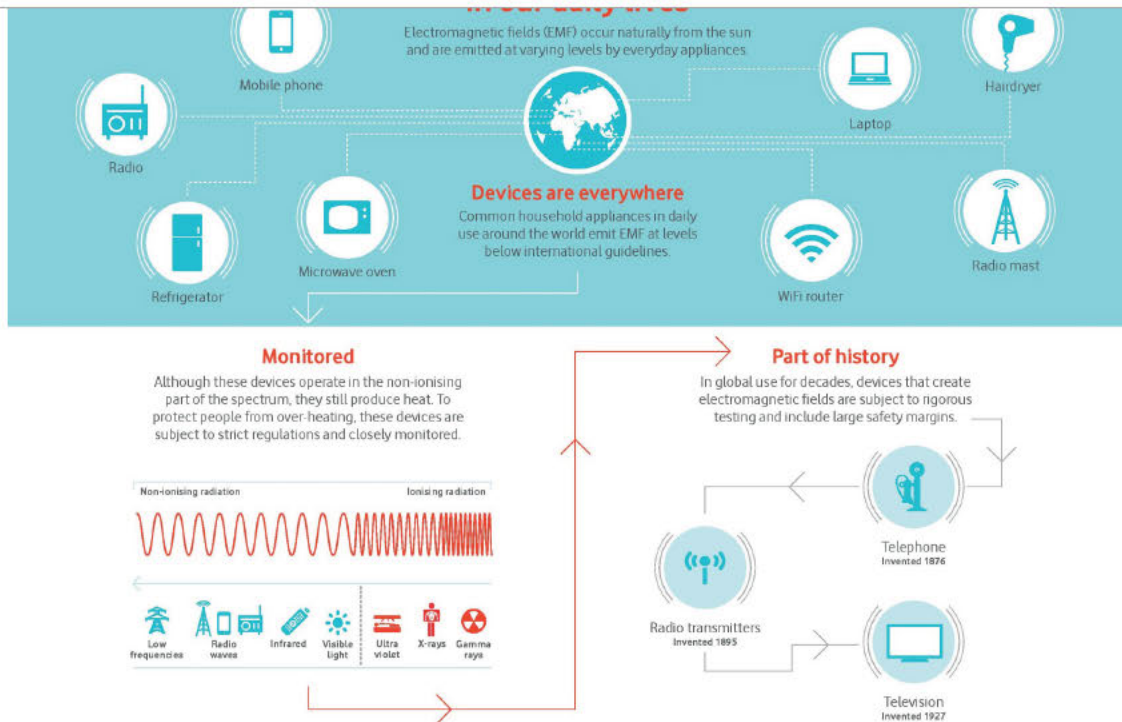 in our daily lives
Electromagnetic fields (EMF) occur naturally from the sun
and are emitted at varying levels by everyday appliances.
Mobile phone
Hairdryer
Laptop
Radio
Devices are everywhere
Common household appliances in daily
use around the world emit EMF at levels
below international guidelines.
Microwave oven
Radio mast
Refrigerator
WiFi router
Monitored
Although these devices operate in the non-ionising
part of the spectrum, they still produce heat. To
protect people from over-heating, these devices are
subject to strict regulations and closely monitored.
Non-ionising radiation
Ionising radiation
Low
frequencies
Radio
waves
Infrared
Visible
light
Ultra
violet
X-rays
Gamma
rays
Part of history
In global use for decades, devices that create
electromagnetic fields are subject to rigorous
testing and include large safety margins.
Telephone
Invented 1876
Radio transmitters
Invented 1895
Television
Invented 1927